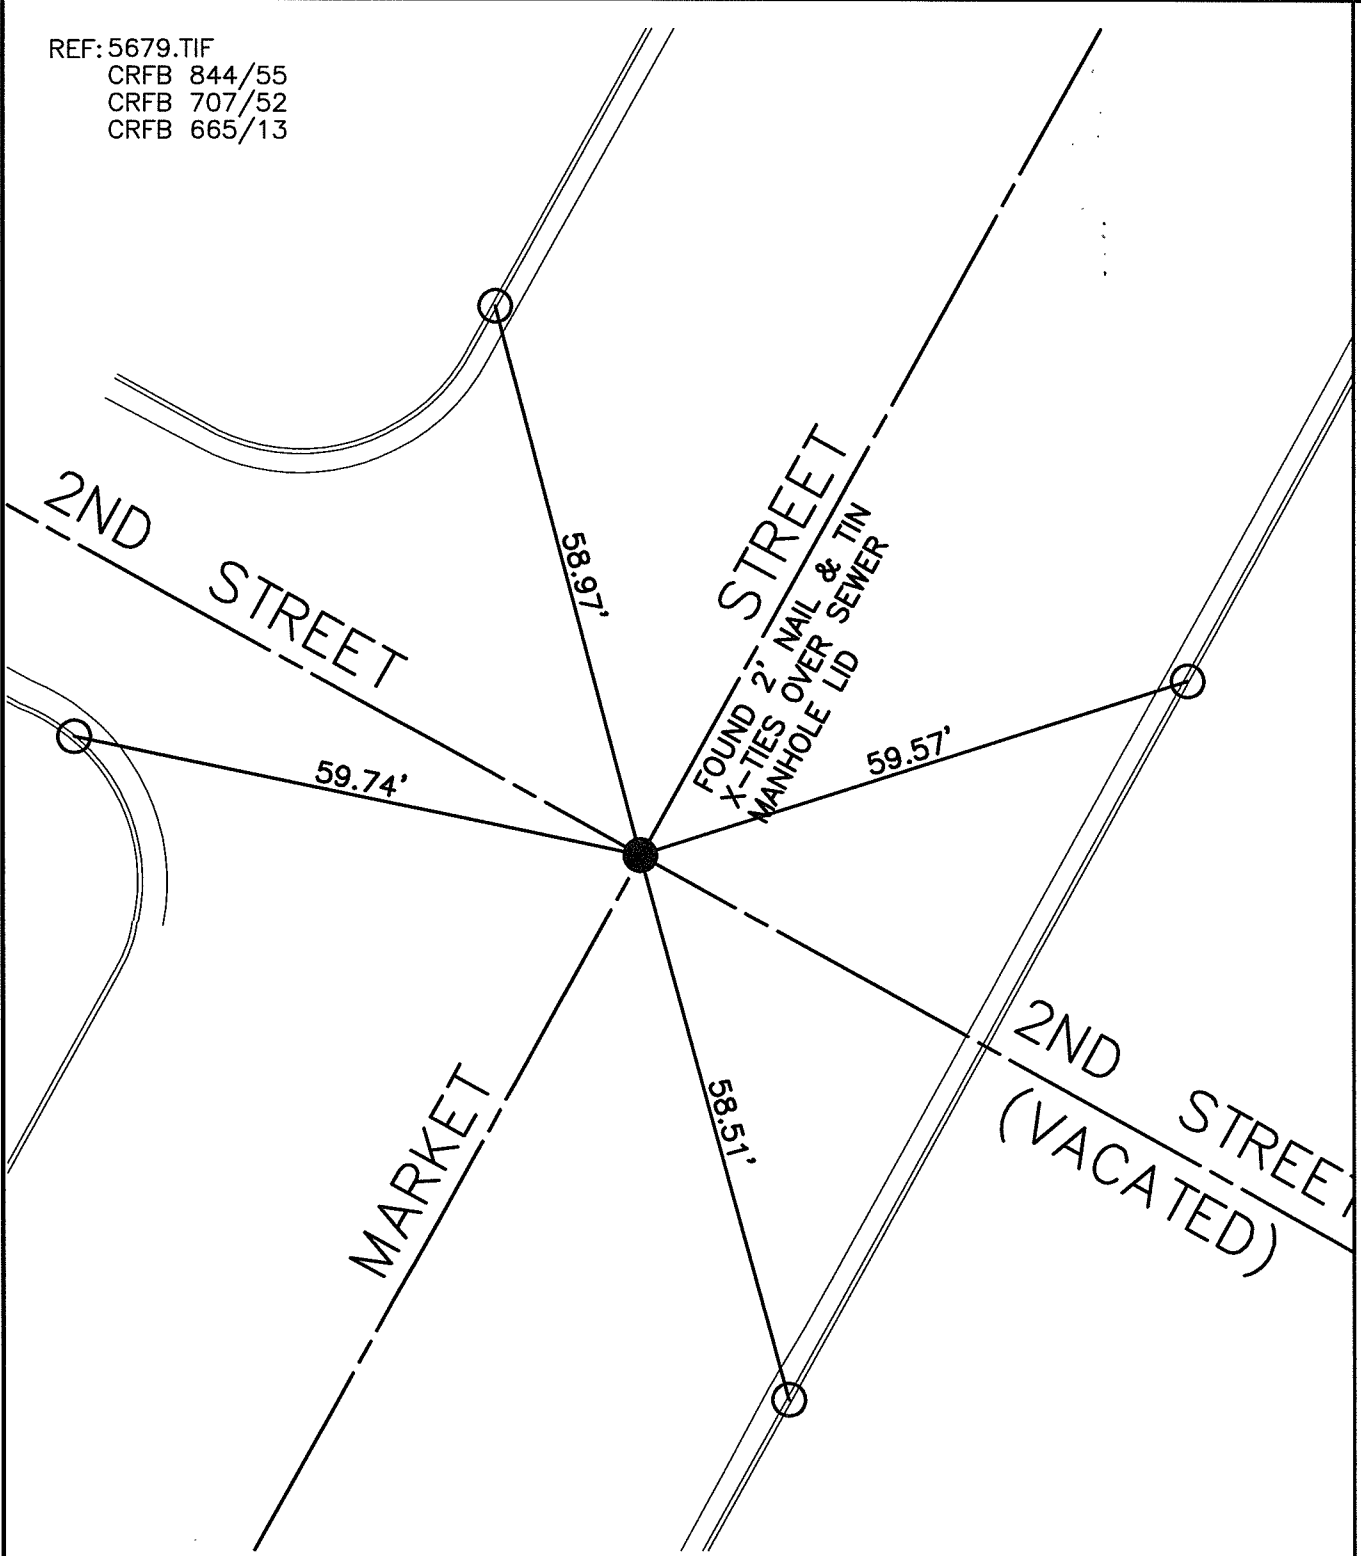 REF: 5679.TIF
CRFB 844/55
CRFB 707/52
CRFB 665/13
2ND STREET
58.97'
STREET
FOUND 2' NAIL & TIN
X-TIES OVER SEWER
MANHOLE LID
59.74'
59.57'
MARKET
58.51'
2ND STREET
(VACATED)